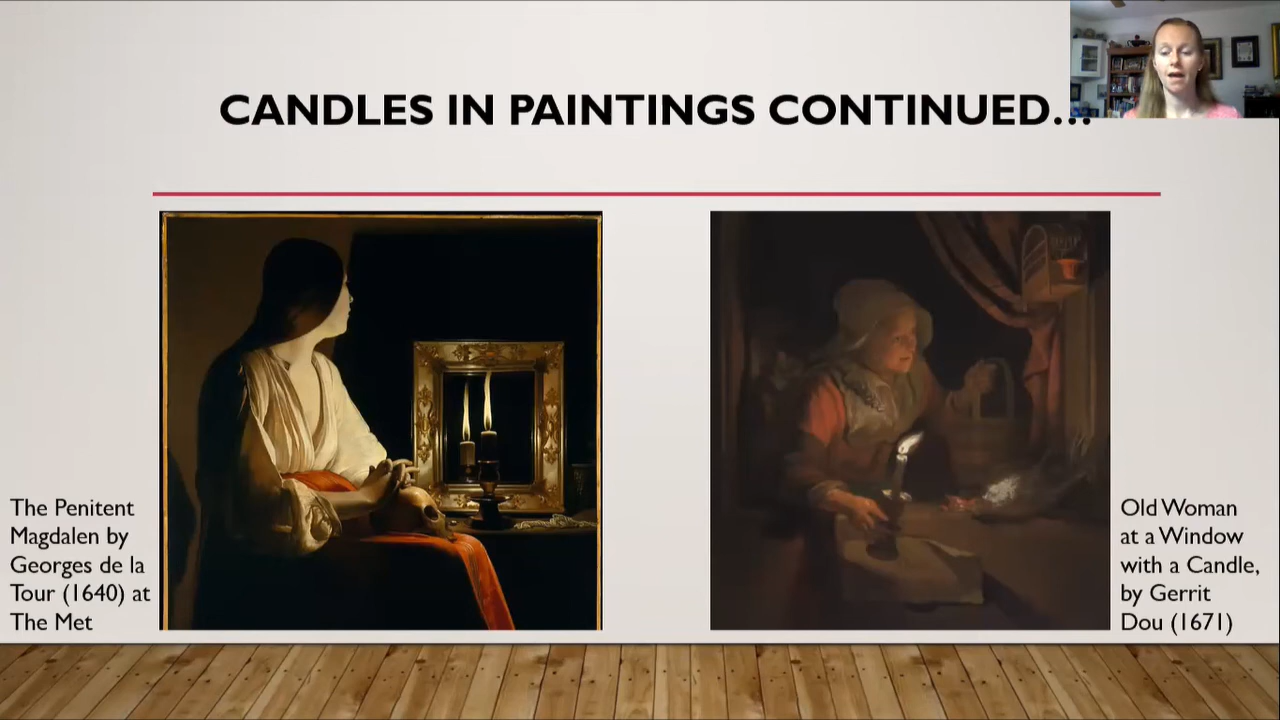 CANDLES IN PAINTINGS CONTINUED...
The Penitent
Magdalen by
Georges de la
Tour (1640) at
The Met
Old Woman
at a Window
with a Candle,
by Gerrit
Dou (1671)